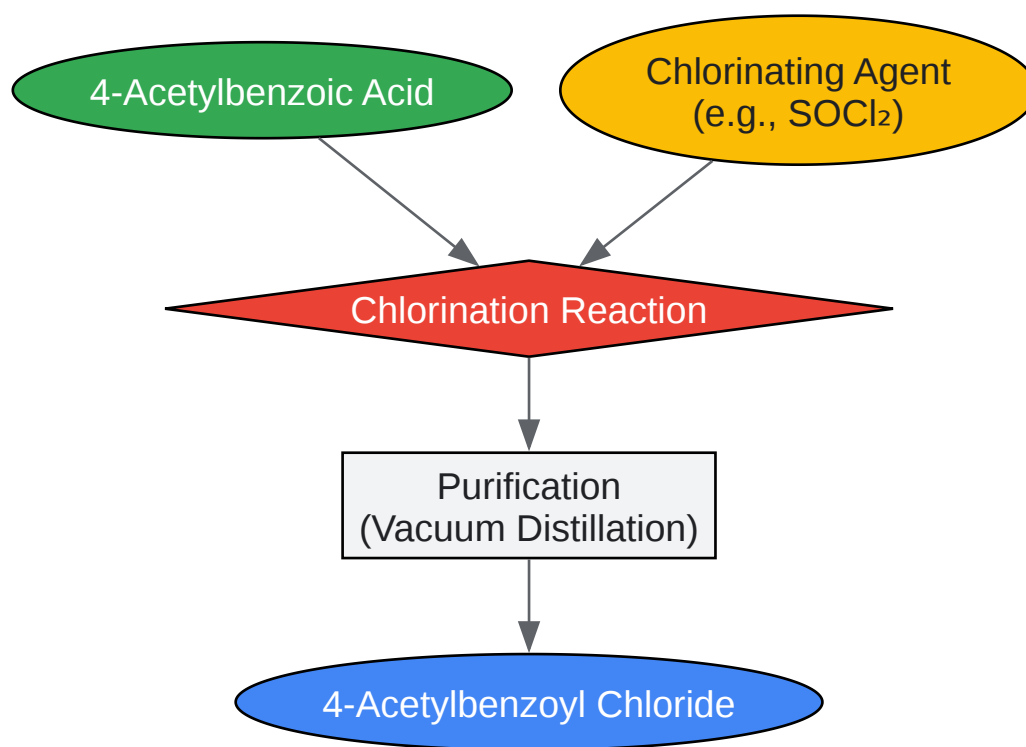 4-Acetylbenzoic Acid
Chlorinating Agent
(e.g., SOCl₂)
Chlorination Reaction
Purification
(Vacuum Distillation)
4-Acetylbenzoyl Chloride